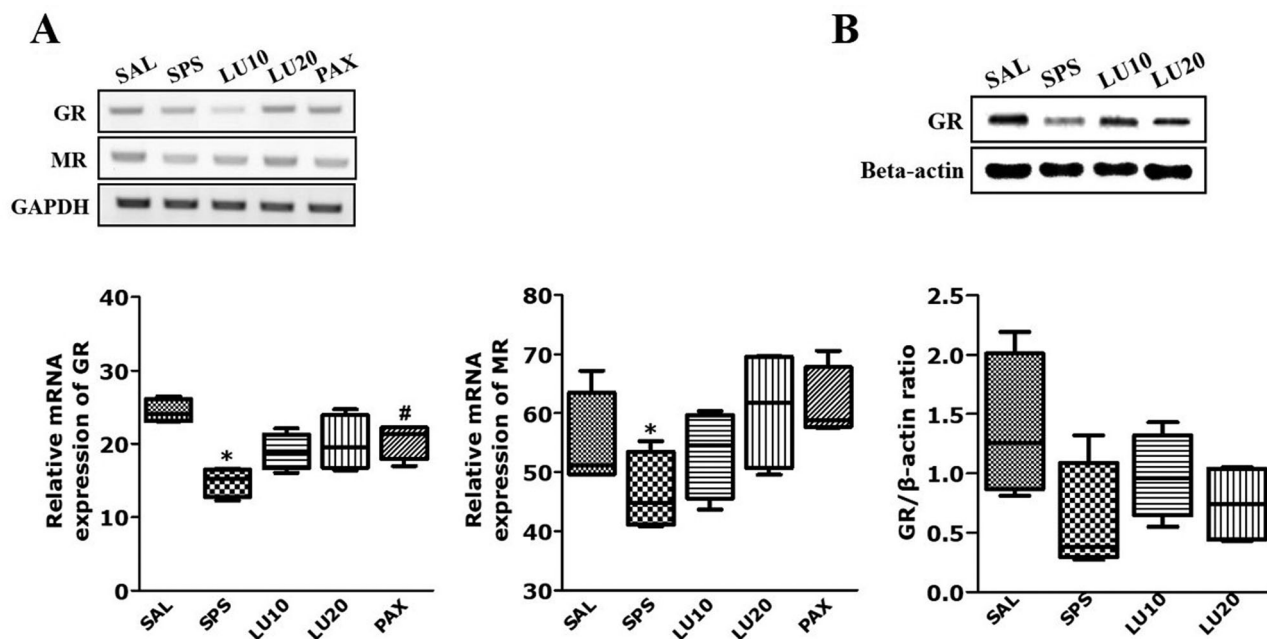 A
B
SAL SPS LU10 LU20 PAX
GR
MR
GAPDH
SAL SPS LU10 LU20
GR
Beta-actin
Relative mRNA
expression of GR
40
30
20
10
0
*
#
SAL SPS LU10 LU20 PAX
Relative mRNA
expression of MR
80
70
60
50
40
30
*
SAL SPS LU10 LU20 PAX
GR/β-actin ratio
2.5
2.0
1.5
1.0
0.5
0.0
SAL SPS LU10 LU20